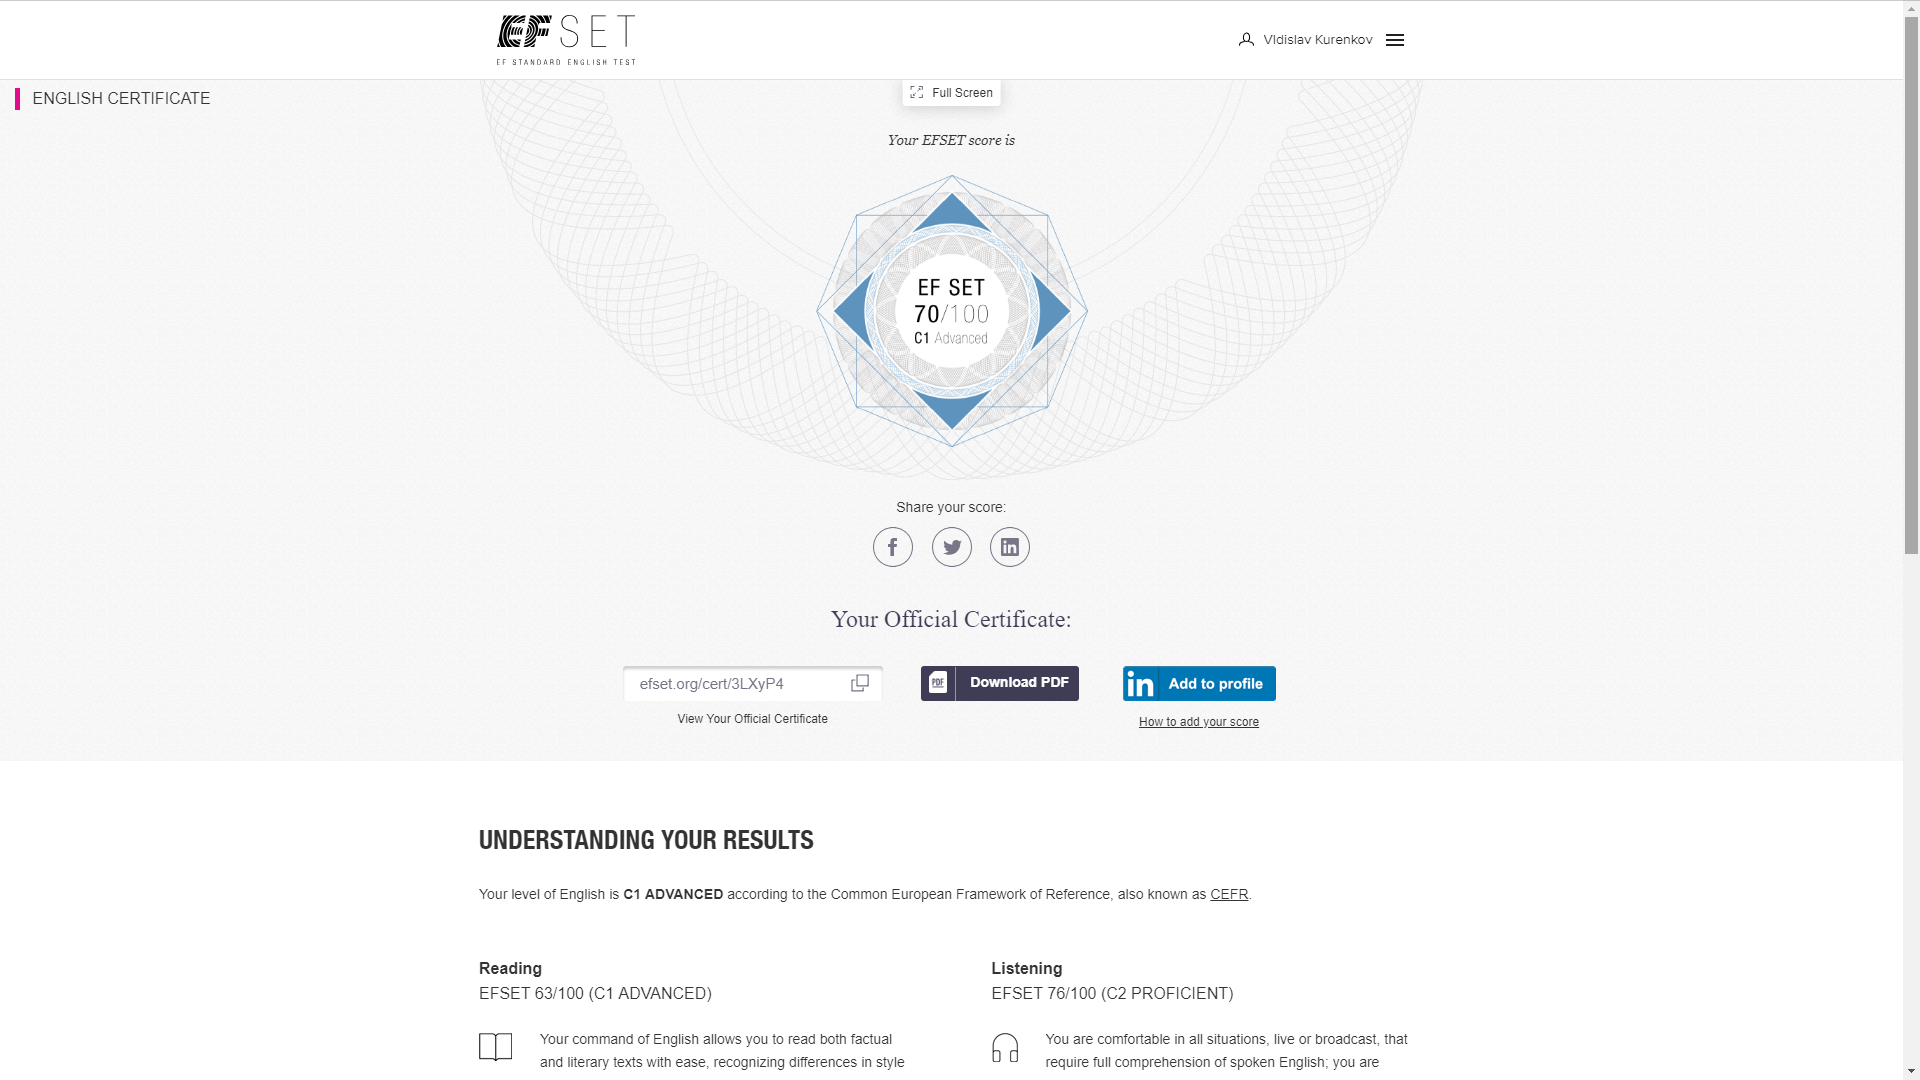 EF SET
EF STANDARD ENGLISH TEST
Vldislav Kurenkov
ENGLISH CERTIFICATE
Full Screen
Your EFSET score is
EF SET
70/100
C1 Advanced
Share your score:
Your Official Certificate:
efset.org/cert/3LXyP4
PDF Download PDF
in Add to profile
View Your Official Certificate
How to add your score
UNDERSTANDING YOUR RESULTS
Your level of English is C1 ADVANCED according to the Common European Framework of Reference, also known as CEFR.
Reading
EFSET 63/100 (C1 ADVANCED)
Your command of English allows you to read both factual
and literary texts with ease, recognizing differences in style
Listening
EFSET 76/100 (C2 PROFICIENT)
You are comfortable in all situations, live or broadcast, that
require full comprehension of spoken English; you are